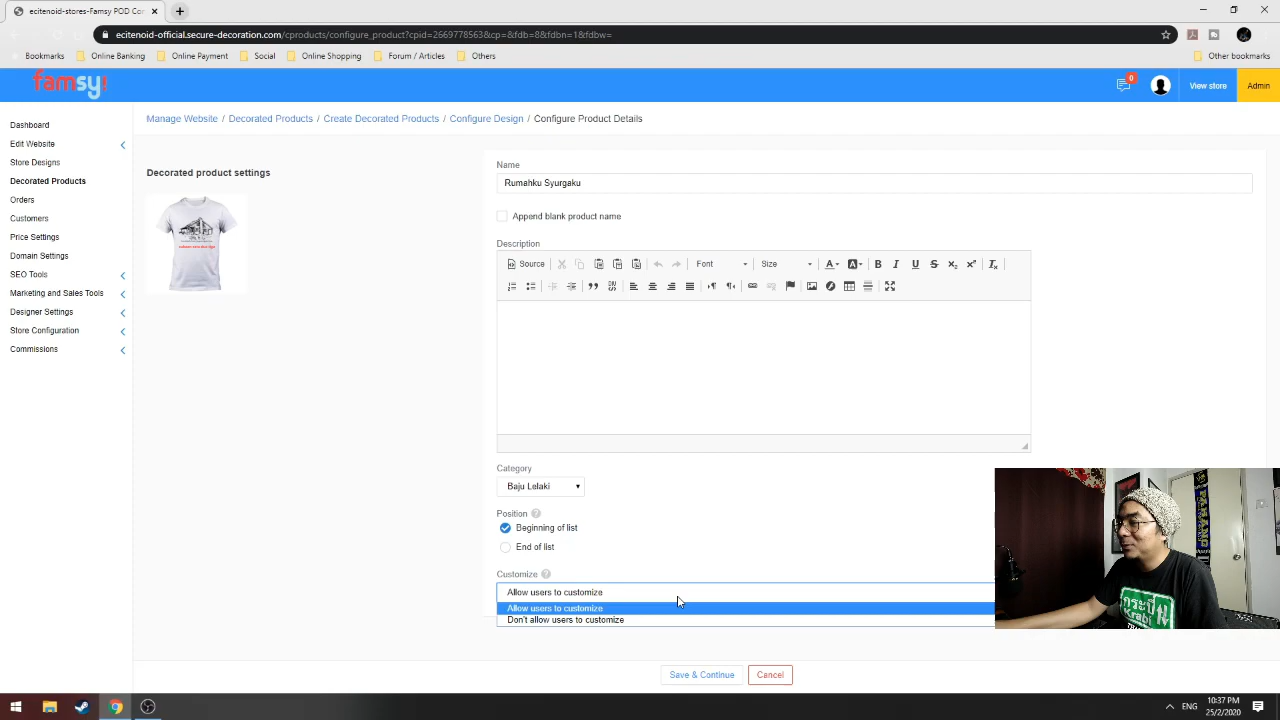 ecitenoid-stores - Famsy POD Con
ecitenoid-official.secure-decoration.com/cproducts/configure_product?cpid=2669778563&cp=&fdb=8&fdbn=1&fdbw=
Bookmarks Online Banking Online Payment Social Online Shopping Forum / Articles Others Other bookmarks
famsy!
0
View store
Admin
Manage Website / Decorated Products / Create Decorated Products / Configure Design / Configure Product Details
Dashboard
Edit Website
Store Designs
Decorated Products
Orders
Customers
Price Settings
Domain Settings
SEO Tools
Marketing and Sales Tools
Designer Settings
Store Configuration
Commissions
Decorated product settings
Name
Rumahku Syurgaku
Append blank product name
Description
Source
Font
Size
Category
Baju Lelaki
Position
Beginning of list
End of list
Customize
Allow users to customize
Allow users to customize
Don't allow users to customize
Save & Continue
Cancel
ENG
10:37 PM
25/2/2020